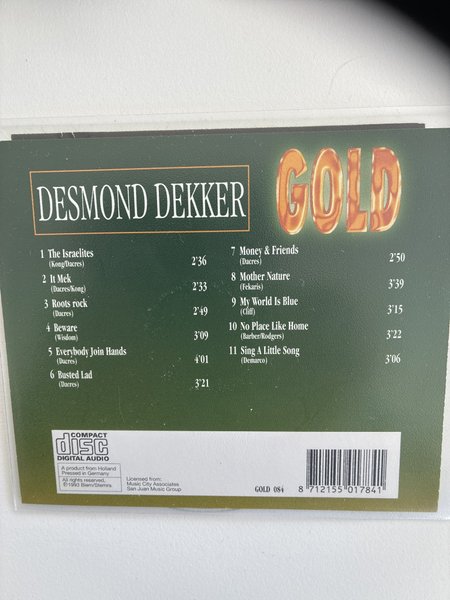 DESMOND DEKKER
GOLD
1 The Israelites
(Kong/Dacres) 2'36
2 It Mek
(Dacres/Kong) 2'33
3 Roots rock
(Dacres) 2'49
4 Beware
(Wisdom) 3'09
5 Everybody Join Hands
(Dacres) 4'01
6 Busted Lad
(Dacres) 3'21
7 Money & Friends
(Dacres) 2'50
8 Mother Nature
(Fekaris) 3'39
9 My World Is Blue
(Cliff) 3'15
10 No Place Like Home
(Barber/Rodgers) 3'22
11 Sing A Little Song
(Demarco) 3'06
COMPACT
disc
DIGITAL AUDIO
A product from Holland
Pressed in Germany
All rights reserved,
©1993 Biem/Stemra.
Licensed from:
Music City Associates
San Juan Music Group
GOLD 084
8 712155 017841